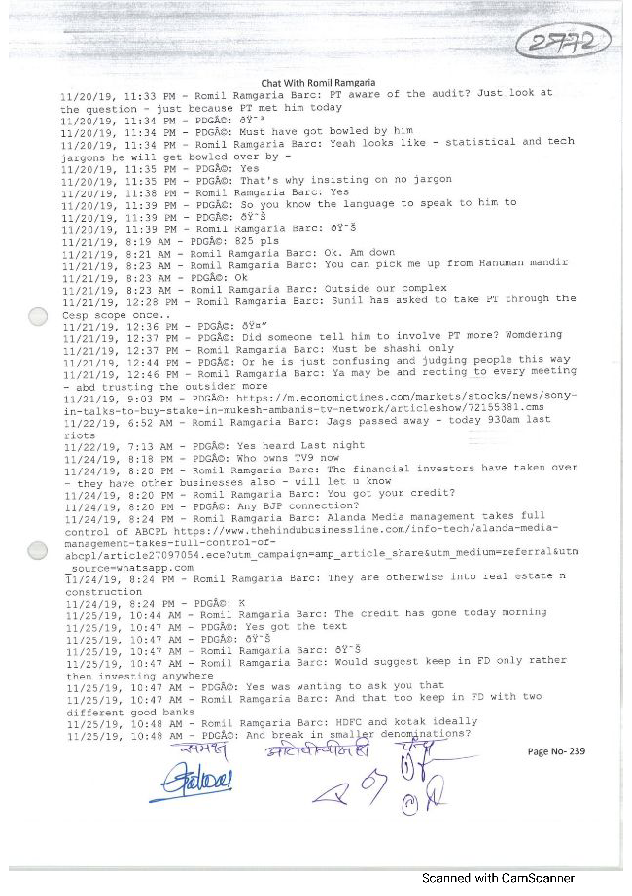 2772
Chat With Romil Ramgaria
11/20/19, 11:33 PM - Romil Ramgaria Barc: PT aware of the audit? Just look at
the question - just because PT met him today
11/20/19, 11:34 PM - PDGÃ©: ðŸ¨ª
11/20/19, 11:34 PM - PDGÃ©: Must have got bowled by him
11/20/19, 11:34 PM - Romil Ramgaria Barc: Yeah looks like - statistical and tech
jargons he will get bowled over by -
11/20/19, 11:35 PM - PDGÃ©: Yes
11/20/19, 11:35 PM - PDGÃ©: That's why insisting on no jargon
11/20/19, 11:38 PM - Romil Ramgaria Barc: Yes
11/20/19, 11:39 PM - PDGÃ©: So you know the language to speak to him to
11/20/19, 11:39 PM - PDGÃ©: ðŸ˜Š
11/20/19, 11:39 PM - Romil Ramgaria Barc: ðŸ˜Š
11/21/19, 8:19 AM - PDGÃ©: 825 pls
11/21/19, 8:21 AM - Romil Ramgaria Barc: Ok. Am down
11/21/19, 8:23 AM - Romil Ramgaria Barc: You can pick me up from Hanuman mandir
11/21/19, 8:23 AM - PDGÃ©: Ok
11/21/19, 8:23 AM - Romil Ramgaria Barc: Outside our complex
11/21/19, 12:28 PM - Romil Ramgaria Barc: Sunil has asked to take PT through the
Cesp scope once..
11/21/19, 12:36 PM - PDGÃ©: ðŸ¤”
11/21/19, 12:37 PM - PDGÃ©: Did someone tell him to involve PT more? Womdering
11/21/19, 12:37 PM - Romil Ramgaria Barc: Must be shashi only
11/21/19, 12:44 PM - PDGÃ©: Or he is just confusing and judging people this way
11/21/19, 12:46 PM - Romil Ramgaria Barc: Ya may be and recting to every meeting
- abd trusting the outsider more
11/21/19, 9:03 PM - PDGÃ©: https://m.economictimes.com/markets/stocks/news/sony-
in-talks-to-buy-stake-in-mukesh-ambanis-tv-network/articleshow/72155381.cms
11/22/19, 6:52 AM - Romil Ramgaria Barc: Jags passed away - today 930am last
riots
11/22/19, 7:13 AM - PDGÃ©: Yes heard Last night
11/24/19, 8:18 PM - PDGÃ©: Who owns TV9 now
11/24/19, 8:20 PM - Romil Ramgaria Barc: The financial investors have taken over
- they have other businesses also - will let u know
11/24/19, 8:20 PM - Romil Ramgaria Barc: You got your credit?
11/24/19, 8:20 PM - PDGÃ©: Any BJP connection?
11/24/19, 8:24 PM - Romil Ramgaria Barc: Alanda Media management takes full
control of ABCPL https://www.thehindubusinessline.com/info-tech/alanda-media-
management-takes-full-control-of-
abcpl/article27097054.ece?utm_campaign=amp_article_share&utm_medium=referral&utm
_source=whatsapp.com
11/24/19, 8:24 PM - Romil Ramgaria Barc: They are otherwise into real estate n
construction
11/24/19, 8:24 PM - PDGÃ©: K
11/25/19, 10:44 AM - Romil Ramgaria Barc: The credit has gone today morning
11/25/19, 10:47 AM - PDGÃ©: Yes got the text
11/25/19, 10:47 AM - PDGÃ©: ðŸ˜Š
11/25/19, 10:47 AM - Romil Ramgaria Barc: ðŸ˜Š
11/25/19, 10:47 AM - Romil Ramgaria Barc: Would suggest keep in FD only rather
then investing anywhere
11/25/19, 10:47 AM - PDGÃ©: Yes was wanting to ask you that
11/25/19, 10:47 AM - Romil Ramgaria Barc: And that too keep in FD with two
different good banks
11/25/19, 10:48 AM - Romil Ramgaria Barc: HDFC and kotak ideally
11/25/19, 10:48 AM - PDGÃ©: And break in smaller denominations?
समक्ष
Page No- 239
Scanned with CamScanner